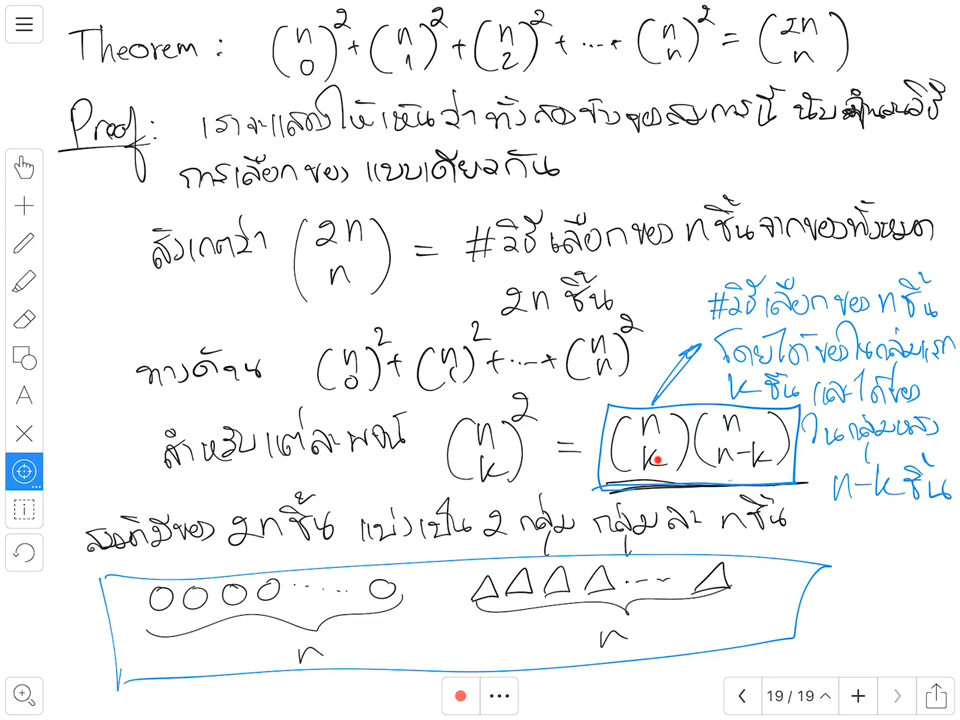 Theorem : (n 0)² + (n 1)² + (n 2)² + ... + (n n)² = (2n n)
Proof : เราจะแสดงให้เห็นว่า ทั้งสองข้างของสมการนี้ นับจำนวนวิธี
การเลือกของ แบบเดียวกัน
สังเกตว่า (2n n) = #วิธีเลือกของ n ชิ้นจากของทั้งหมด
2n ชิ้น
ทางด้าน (n 0)² + (n 1)² + ... + (n n)²
#วิธีเลือกของ n ชิ้น
โดยได้ของในกลุ่มแรก
k ชิ้น และได้ของ
ในกลุ่มหลัง
n-k ชิ้น
สำหรับแต่ละพจน์ (n k)² = (n k)(n n-k)
สมมติมีของ 2n ชิ้น แบ่งเป็น 2 กลุ่ม กลุ่มละ n ชิ้น
n n
19 / 19